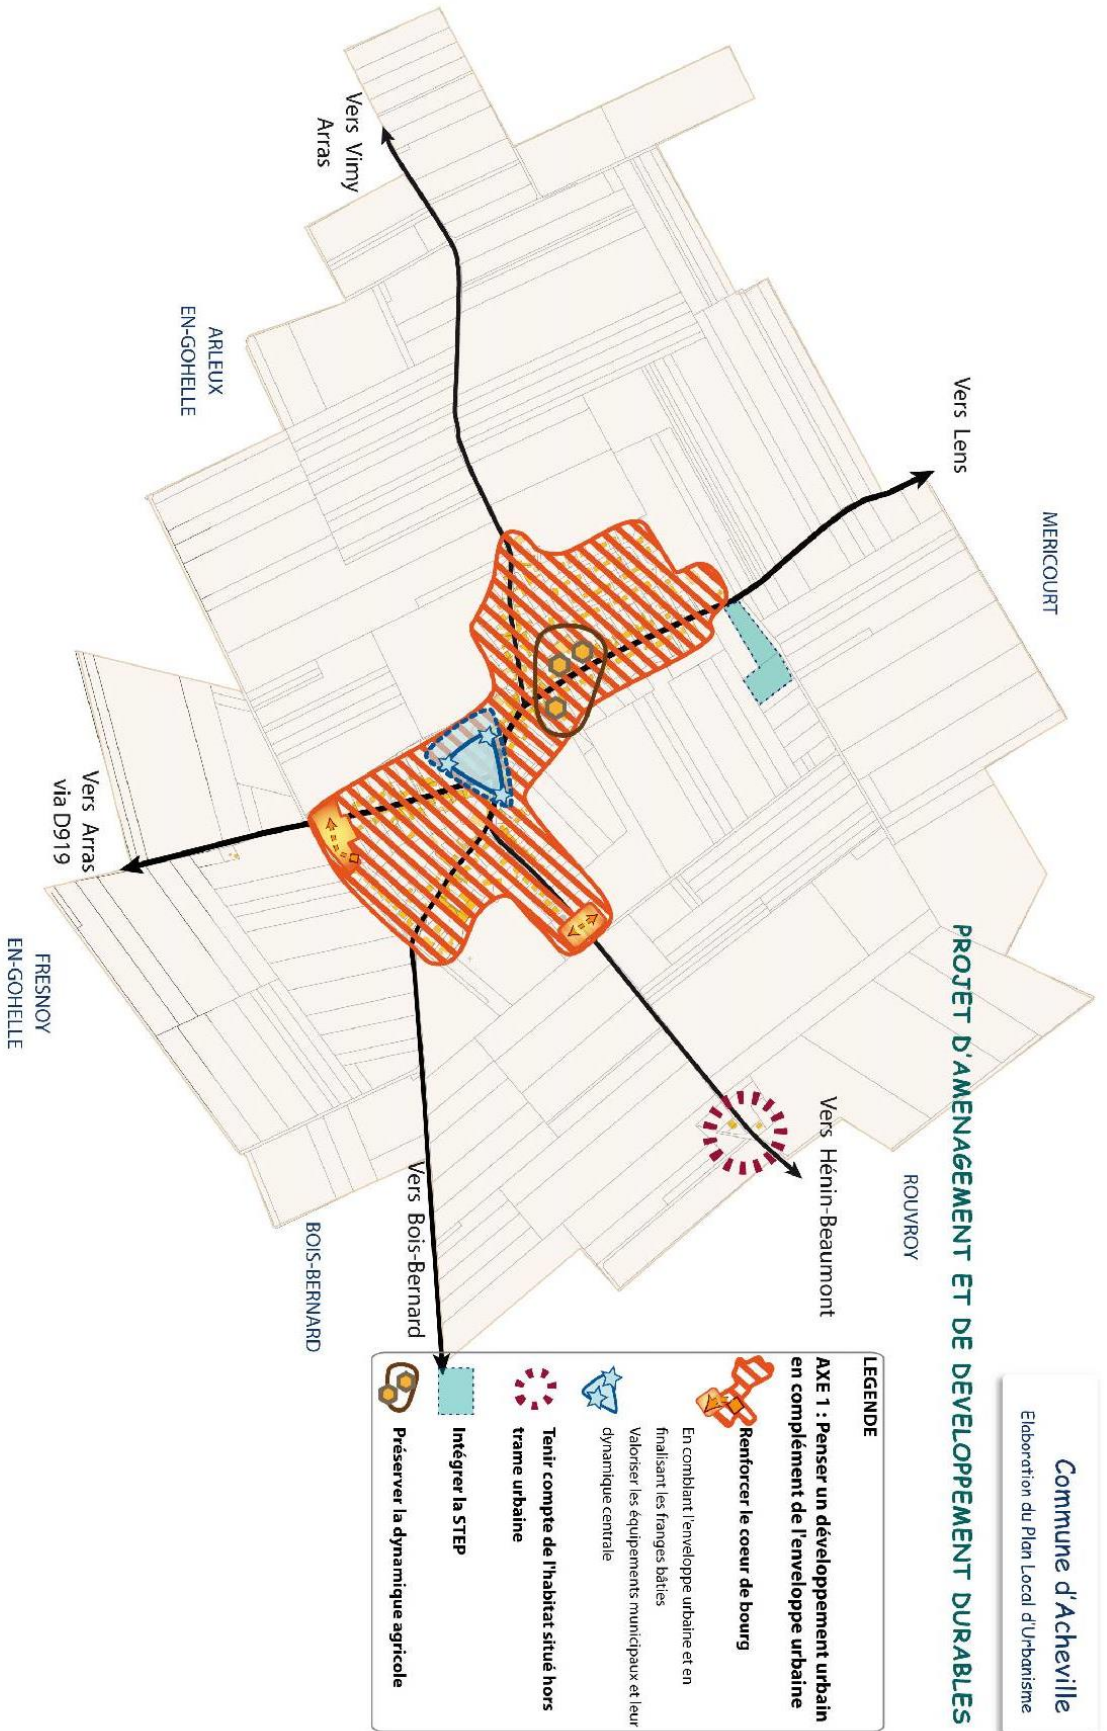 Commune d'Acheville
Elaboration du Plan Local d'Urbanisme
PROJET D'AMENAGEMENT ET DE DEVELOPPEMENT DURABLES
MERICOURT
Vers Lens
ROUVROY
Vers Hénin-Beaumont
Vers Vimy
Arras
ARLEUX
EN-GOHELLE
Vers Bois-Bernard
BOIS-BERNARD
Vers Arras
via D919
FRESNOY
EN-GOHELLE
LEGENDE
AXE 1 : Penser un développement urbain
en complément de l'enveloppe urbaine
Renforcer le coeur de bourg
En comblant l'enveloppe urbaine et en
finalisant les franges bâties
Valoriser les équipements municipaux et leur
dynamique centrale
Tenir compte de l'habitat situé hors
trame urbaine
Intégrer la STEP
Préserver la dynamique agricole